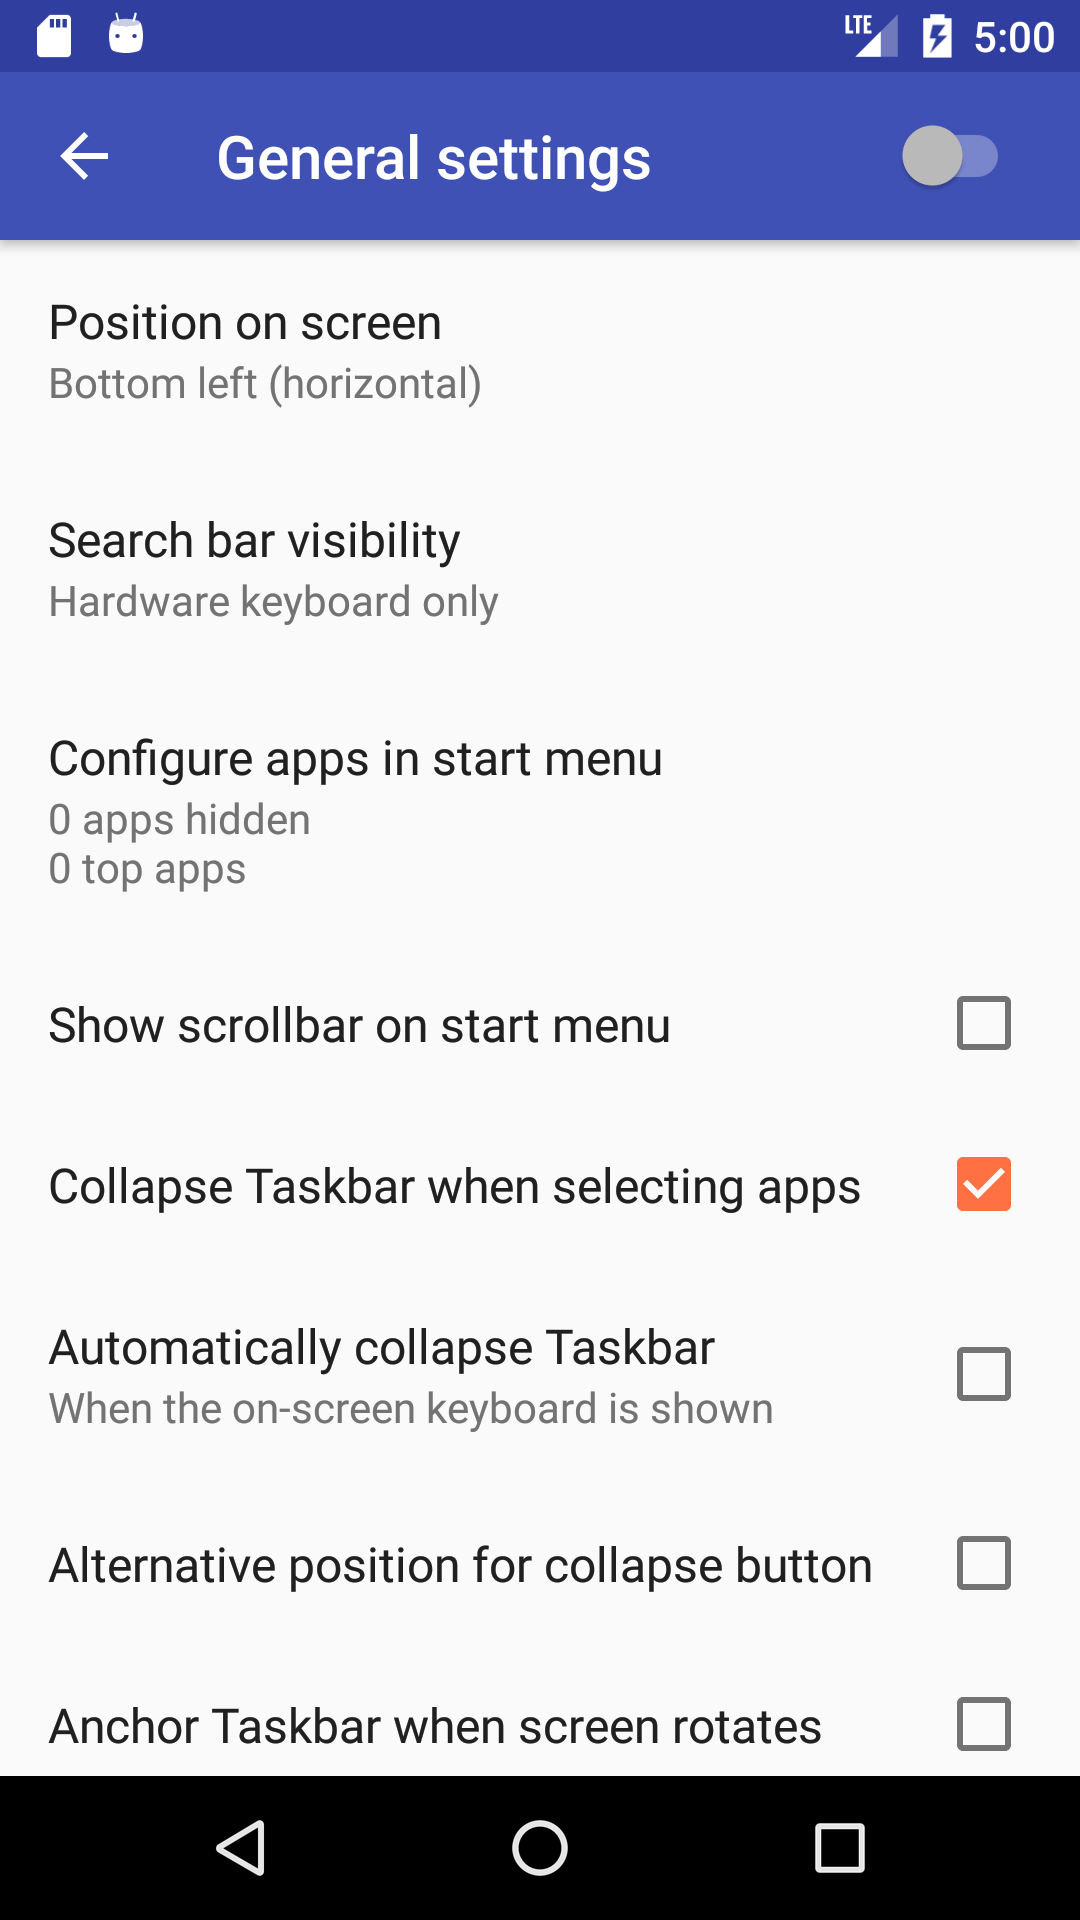 LTE 5:00
General settings
Position on screen
Bottom left (horizontal)
Search bar visibility
Hardware keyboard only
Configure apps in start menu
0 apps hidden
0 top apps
Show scrollbar on start menu
Collapse Taskbar when selecting apps
Automatically collapse Taskbar
When the on-screen keyboard is shown
Alternative position for collapse button
Anchor Taskbar when screen rotates